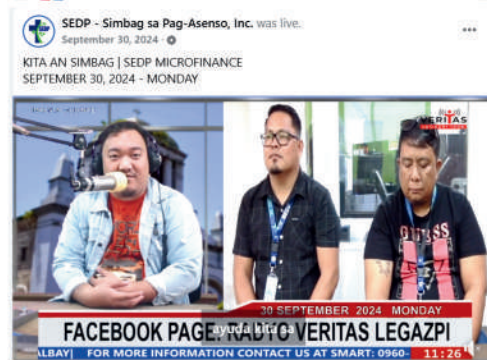 SEDP - Simbag sa Pag-Asenso, Inc. was live.
September 30, 2024 ·
KITA AN SIMBAG | SEDP MICROFINANCE
SEPTEMBER 30, 2024 - MONDAY
VERITAS
GUESS
30 SEPTEMBER 2024 MONDAY
FACEBOOK PAGE: RADYO VERITAS LEGAZPI
ayuda kita sa
ALBAY| FOR MORE INFORMATION CONTACT US AT SMART: 0960- 11:26